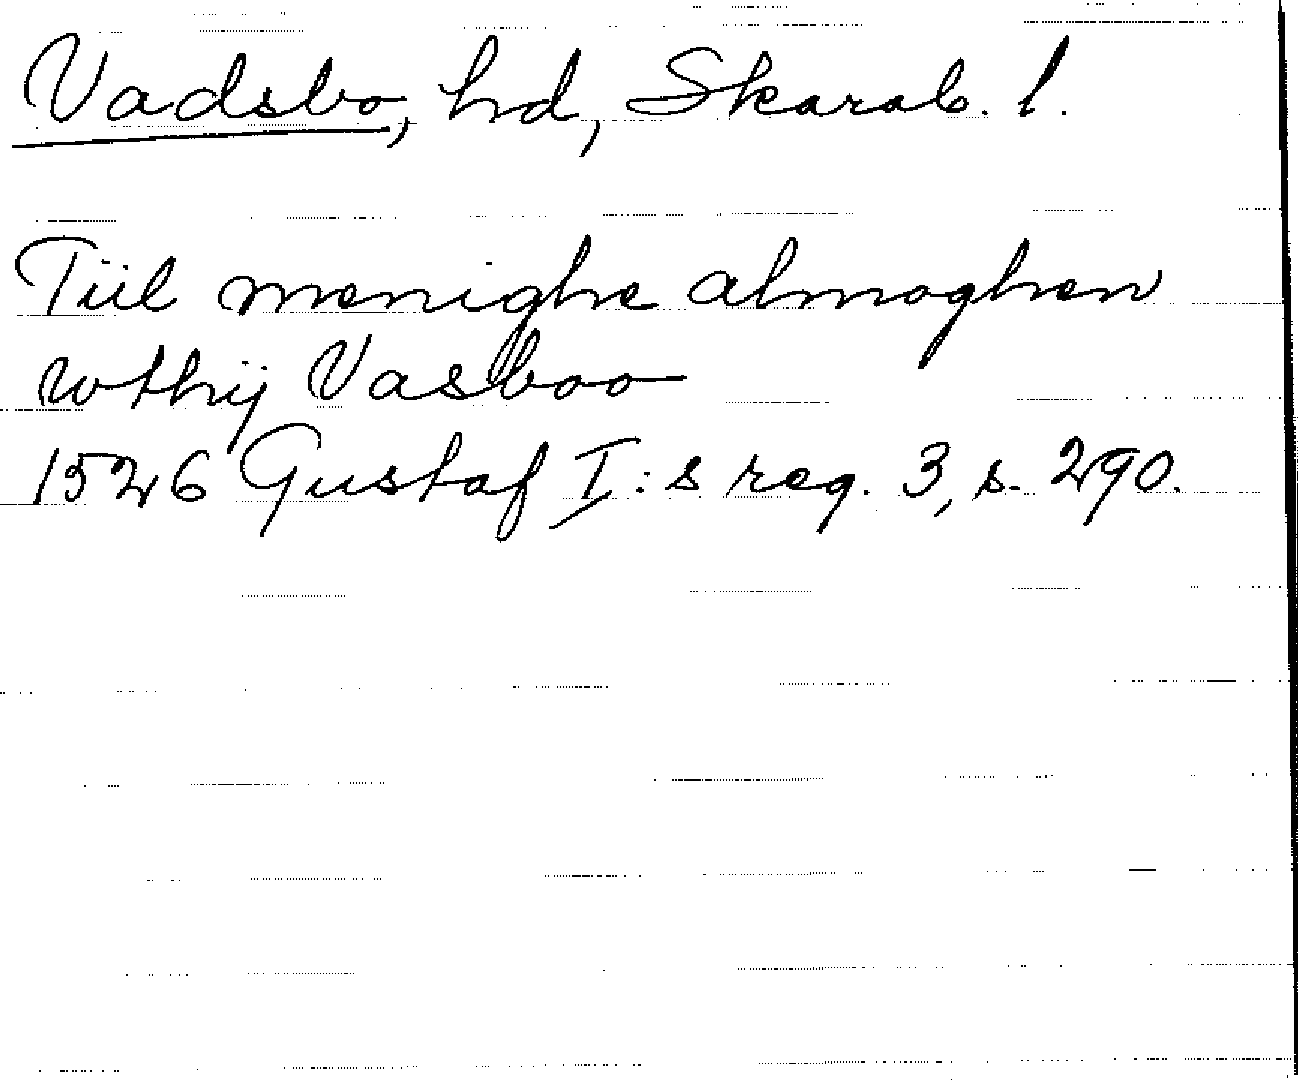 Vadsbo, hd, Skarab. l.
Tiil menighe almoghen
wthij Vasboo
1526 Gustaf I:s reg. 3, s. 290.